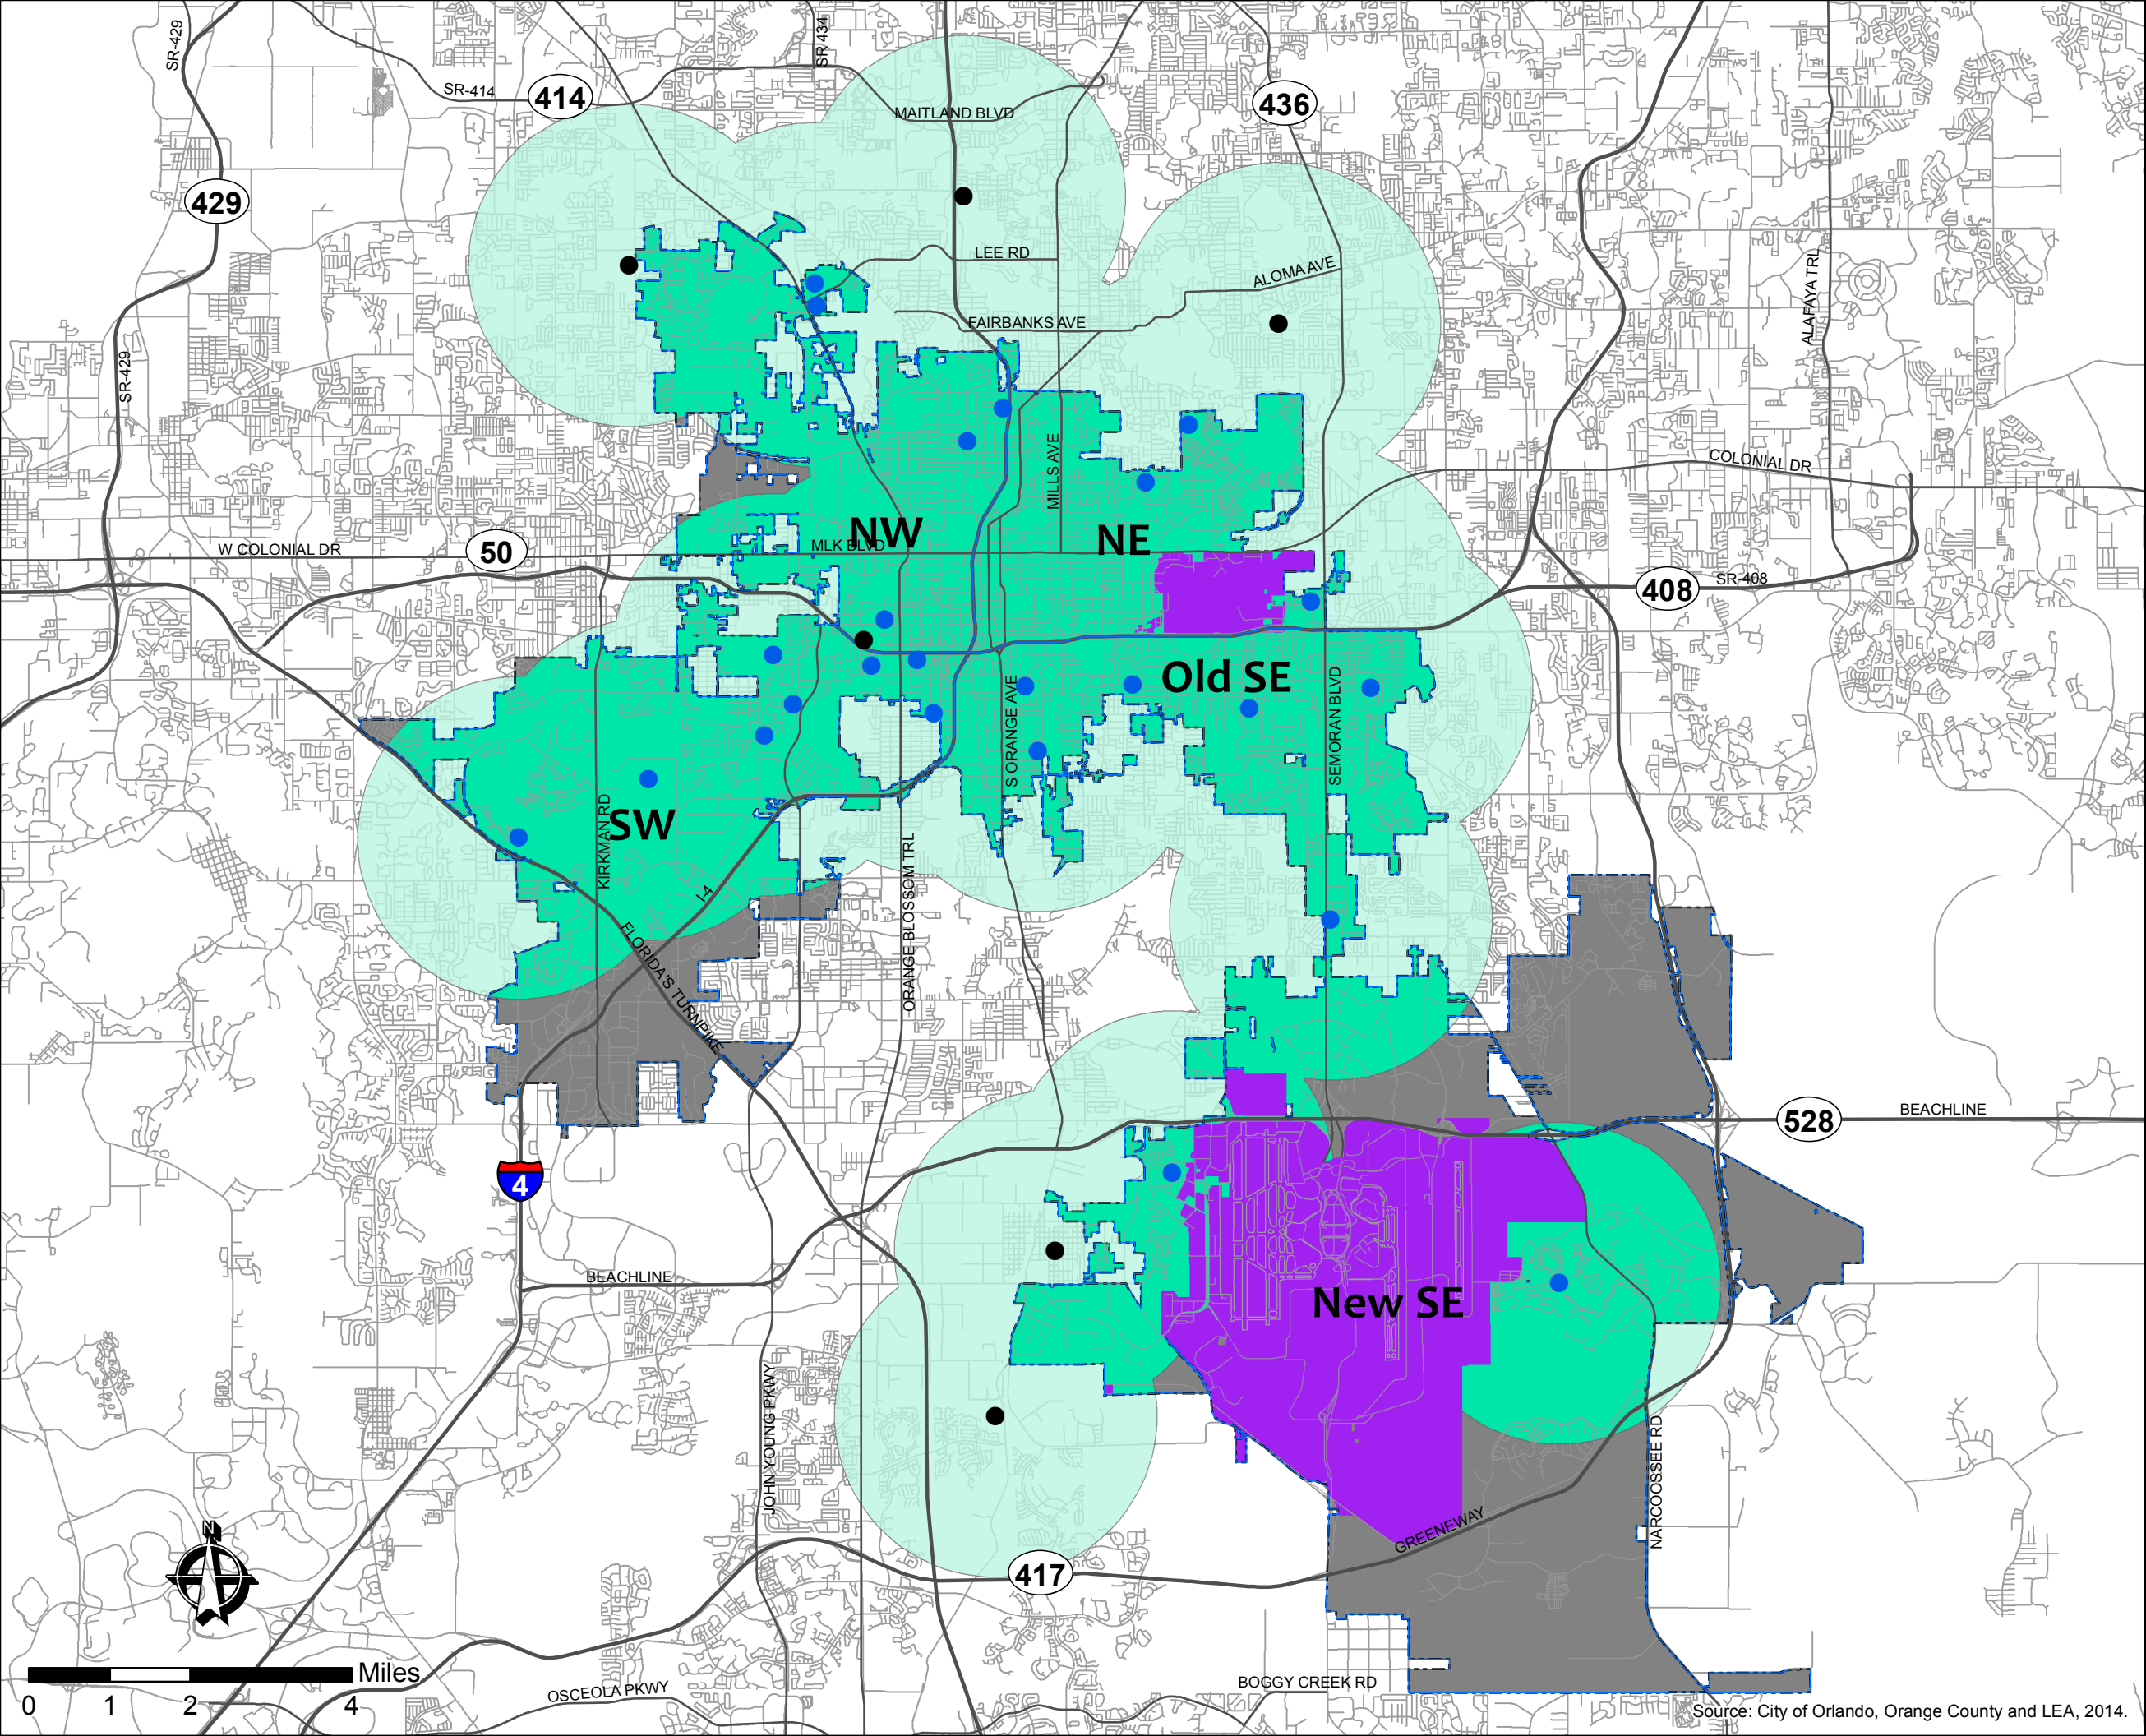 SR-429
SR-434
SR-414
414
MAITLAND BLVD
436
429
LEE RD
ALOMA AVE
FAIRBANKS AVE
ALAFAYA TRL
SR-429
MILLS AVE
COLONIAL DR
NW
NE
MLK BLVD
W COLONIAL DR
50
408
SR-408
Old SE
S ORANGE AVE
SEMORAN BLVD
SW
KIRKMAN RD
I-4
ORANGE BLOSSOM TRL
FLORIDA'S TURNPIKE
528
BEACHLINE
4
BEACHLINE
New SE
JOHN YOUNG PKWY
NARCOOSSEE RD
GREENEWAY
N
417
Miles
0 1 2 4
OSCEOLA PKWY
BOGGY CREEK RD
Source: City of Orlando, Orange County and LEA, 2014.